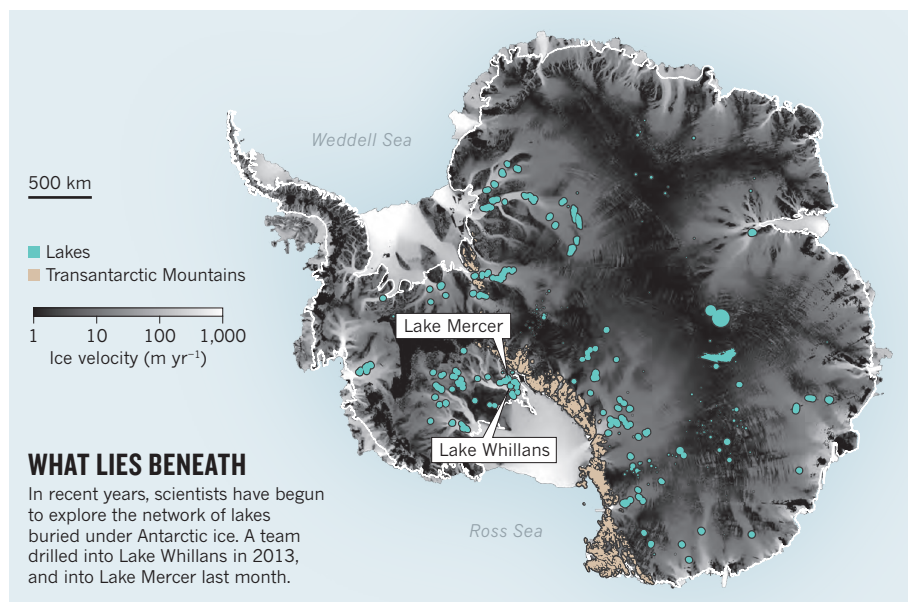 Weddell Sea
500 km
Lakes
Transantarctic Mountains
1 10 100 1,000
Ice velocity (m yr⁻¹)
Lake Mercer
Lake Whillans
WHAT LIES BENEATH
In recent years, scientists have begun
to explore the network of lakes
buried under Antarctic ice. A team
drilled into Lake Whillans in 2013,
and into Lake Mercer last month.
Ross Sea